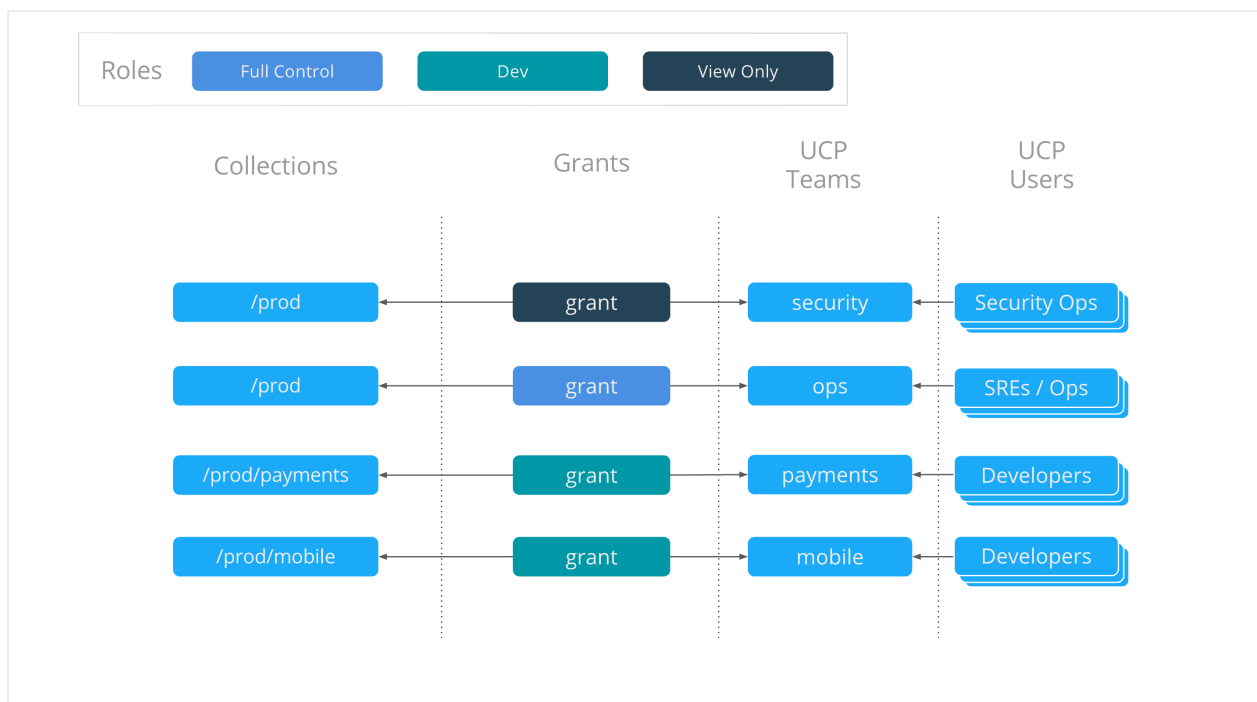 Roles
Full Control
Dev
View Only
Collections
Grants
UCP
Teams
UCP
Users
/prod
grant
security
Security Ops
/prod
grant
ops
SREs / Ops
/prod/payments
grant
payments
Developers
/prod/mobile
grant
mobile
Developers